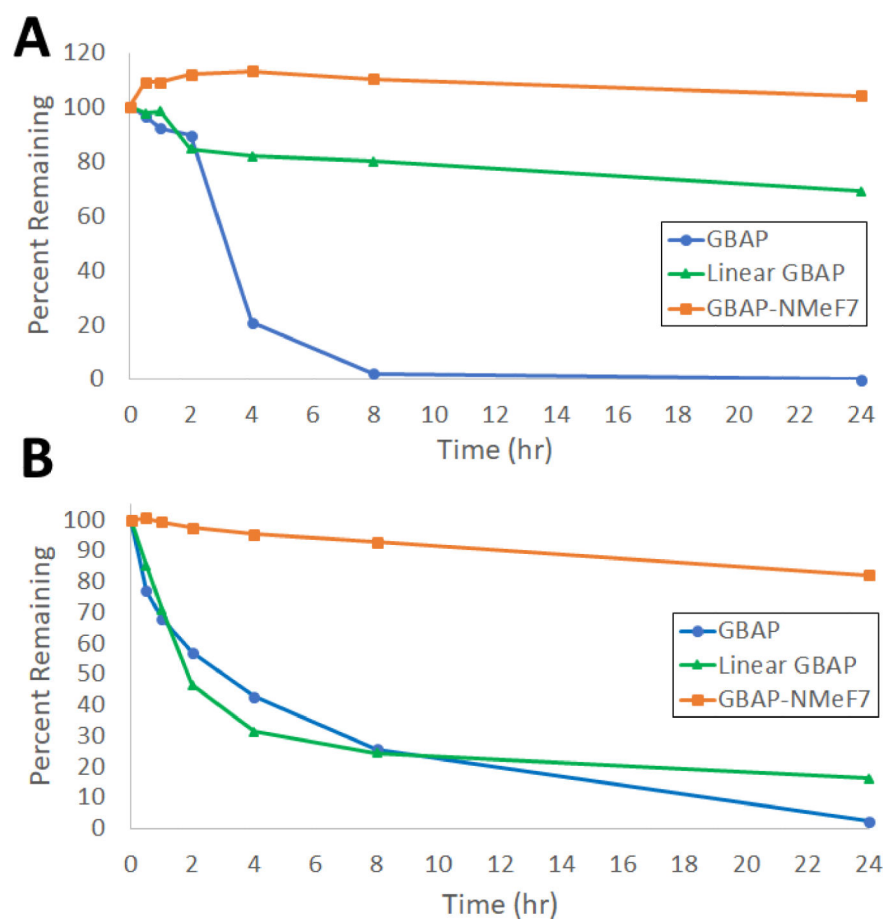 A
Percent Remaining
120
100
80
60
40
20
0
GBAP
Linear GBAP
GBAP-NMeF7
0 2 4 6 8 10 12 14 16 18 20 22 24
Time (hr)
B
Percent Remaining
100
90
80
70
60
50
40
30
20
10
0
GBAP
Linear GBAP
GBAP-NMeF7
0 2 4 6 8 10 12 14 16 18 20 22 24
Time (hr)